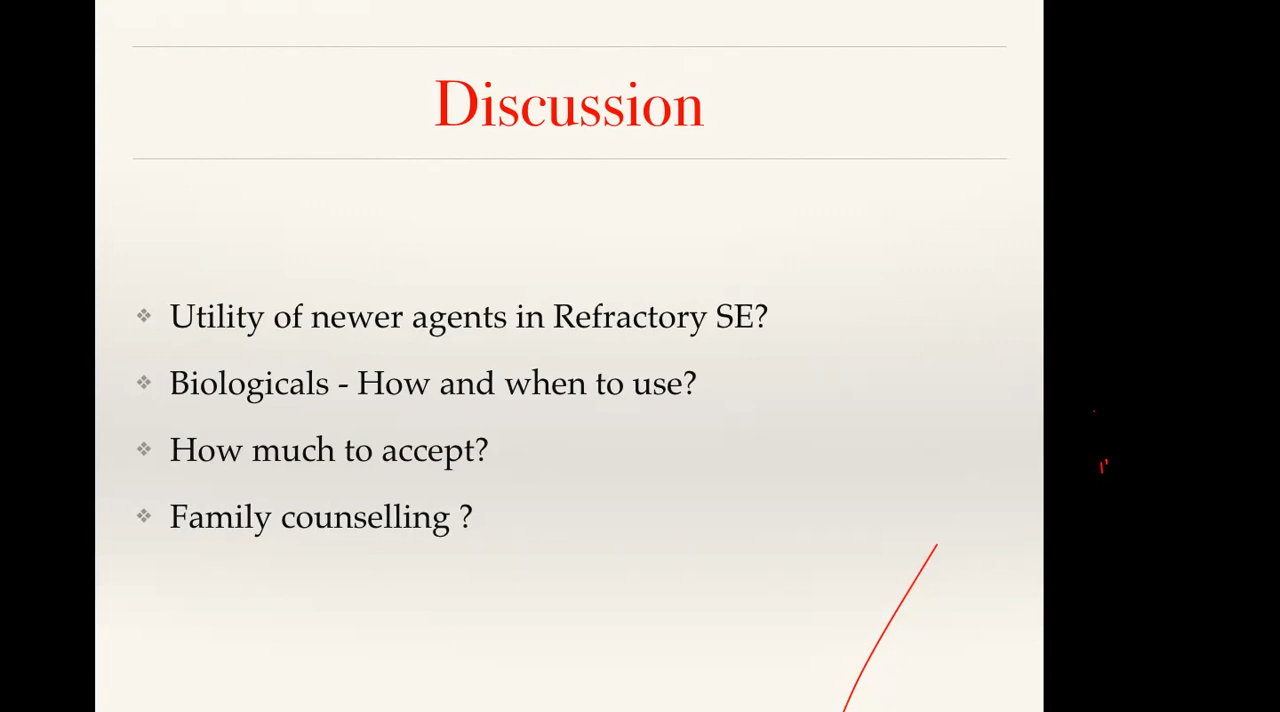 Discussion
Utility of newer agents in Refractory SE?
Biologicals - How and when to use?
How much to accept?
Family counselling ?